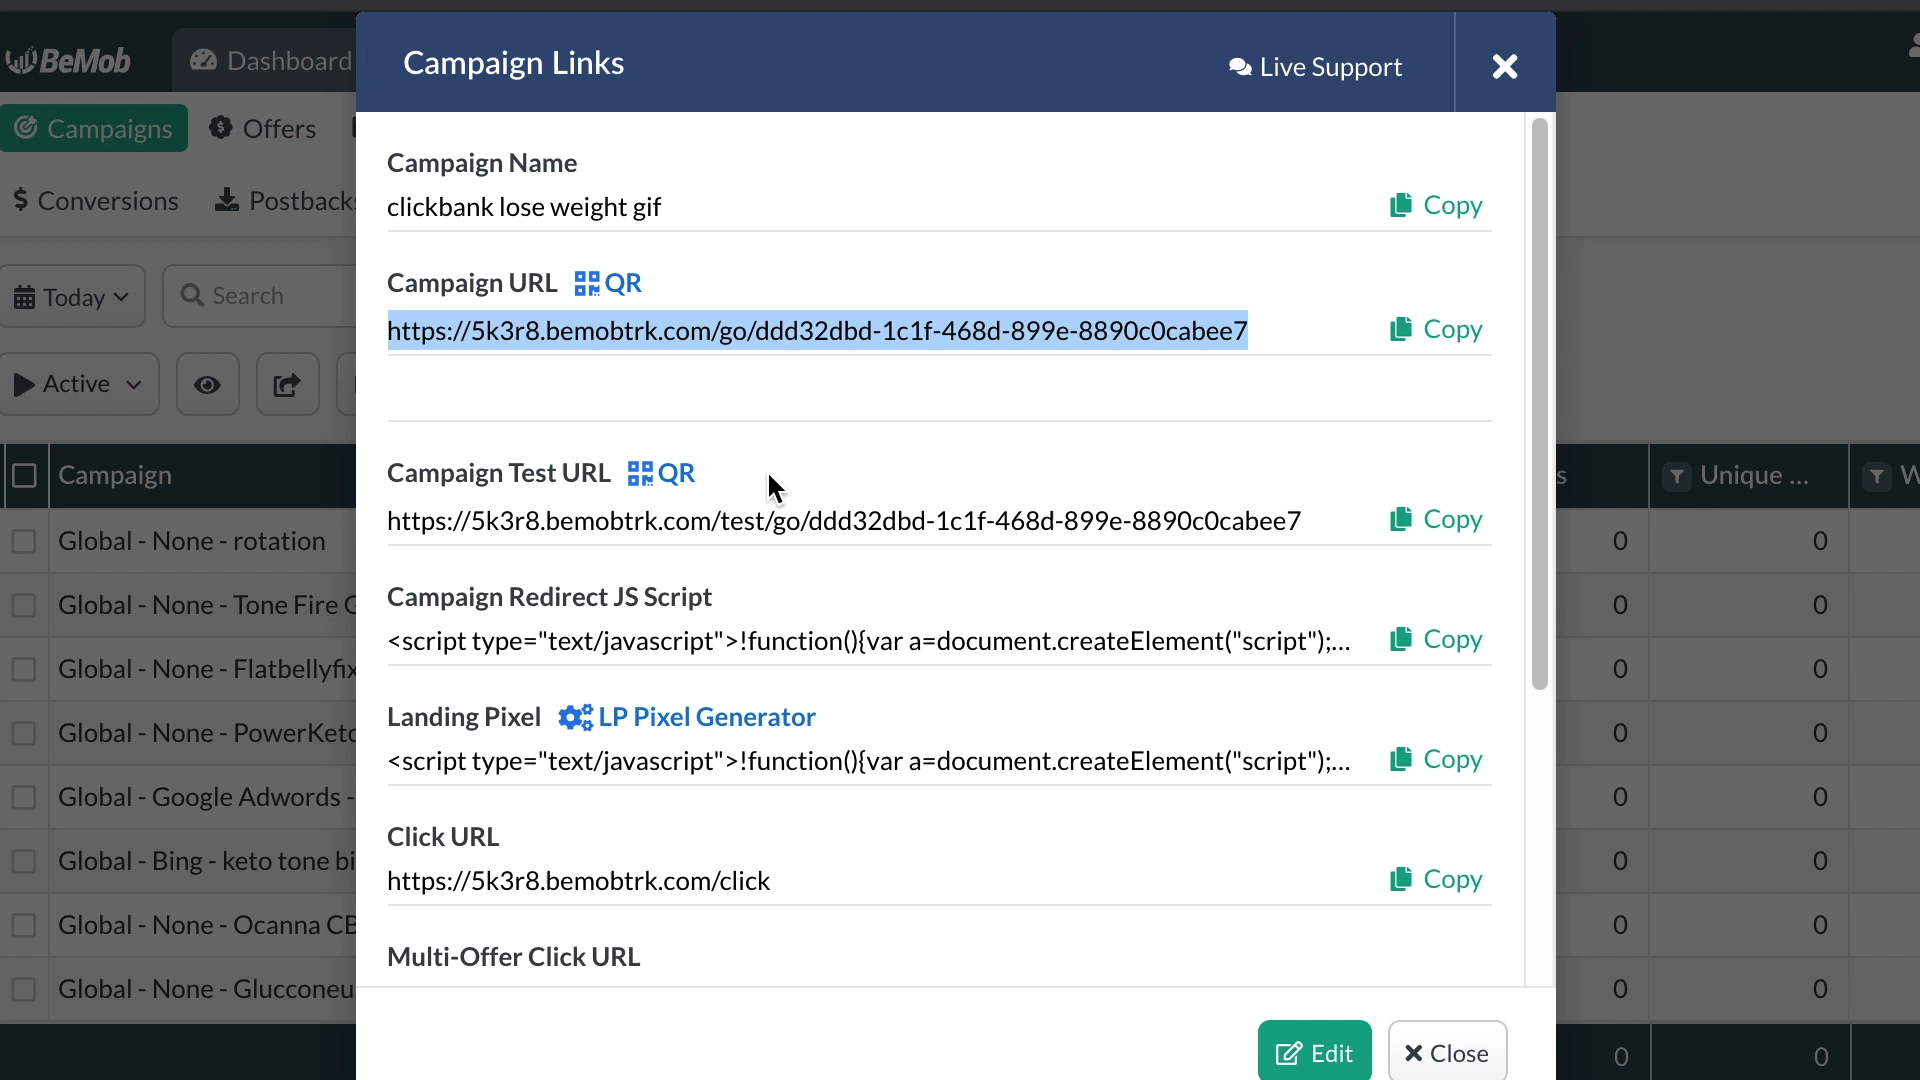 BeMob
Dashboard
Campaigns
Offers
Conversions
Postbacks
Today
Search
Active
Campaign
Global - None - rotation
Global - None - Tone Fire
Global - None - Flatbellyfix
Global - None - PowerKeto
Global - Google Adwords -
Global - Bing - keto tone bi
Global - None - Ocanna CB
Global - None - Glucconeu
Campaign Links
Live Support
Campaign Name
clickbank lose weight gif
Copy
Campaign URL QR
https://5k3r8.bemobtrk.com/go/ddd32dbd-1c1f-468d-899e-8890c0cabee7
Copy
Campaign Test URL QR
https://5k3r8.bemobtrk.com/test/go/ddd32dbd-1c1f-468d-899e-8890c0cabee7
Copy
Campaign Redirect JS Script
<script type="text/javascript">!function(){var a=document.createElement("script");...
Copy
Landing Pixel LP Pixel Generator
<script type="text/javascript">!function(){var a=document.createElement("script");...
Copy
Click URL
https://5k3r8.bemobtrk.com/click
Copy
Multi-Offer Click URL
Edit
Close
s Unique ... W
0 0
0 0
0 0
0 0
0 0
0 0
0 0
0 0
0 0